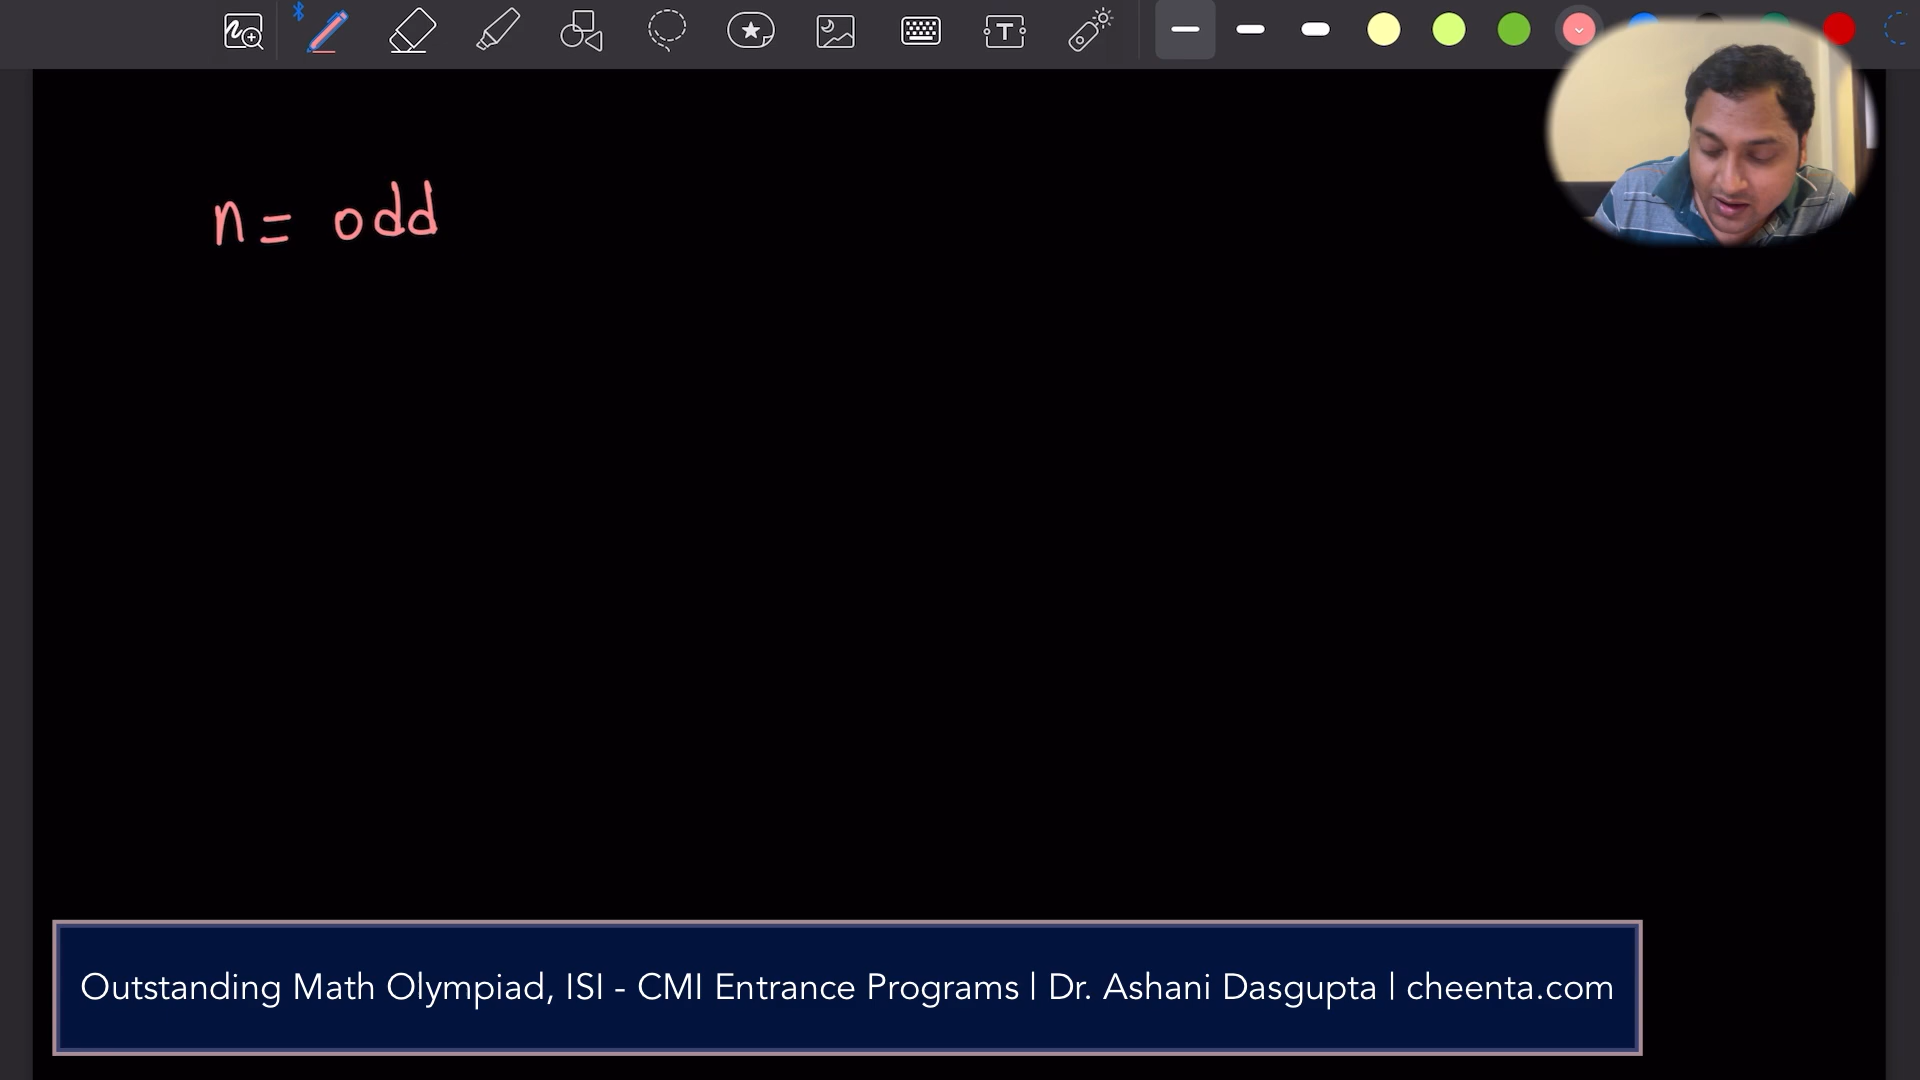 n = odd
Outstanding Math Olympiad, ISI - CMI Entrance Programs | Dr. Ashani Dasgupta | cheenta.com